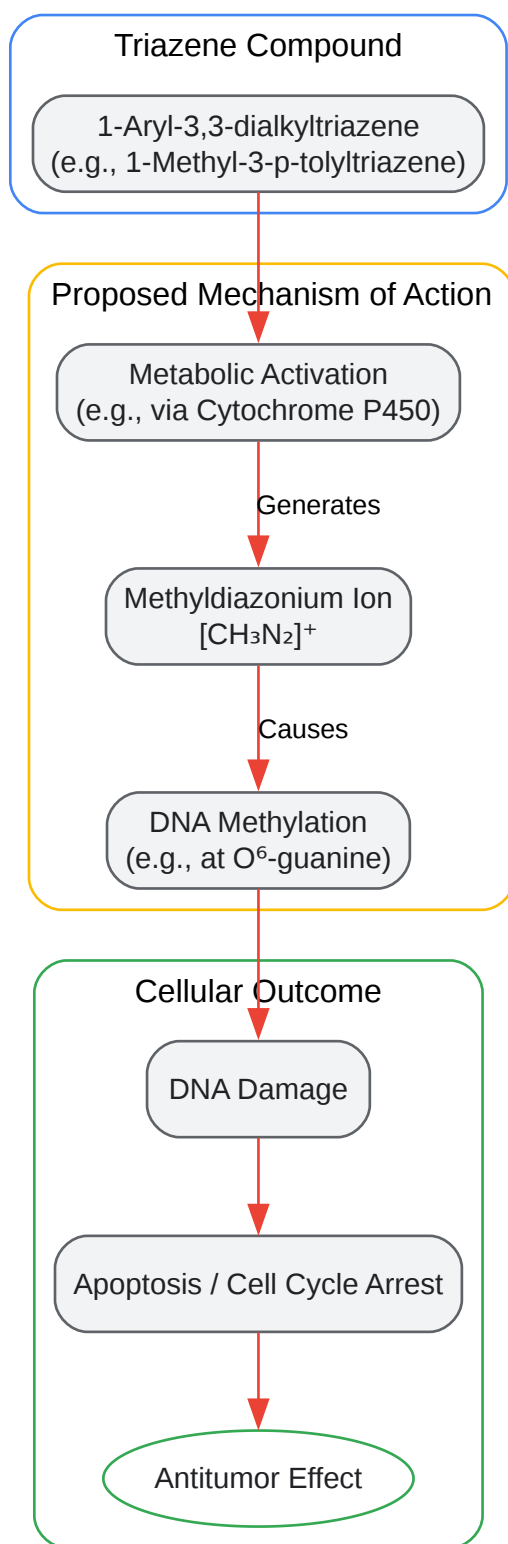 Triazene Compound
1-Aryl-3,3-dialkyltriazene
(e.g., 1-Methyl-3-p-tolyltriazene)
Proposed Mechanism of Action
Metabolic Activation
(e.g., via Cytochrome P450)
Generates
Methyldiazonium Ion
[CH₃N₂]⁺
Causes
DNA Methylation
(e.g., at O⁶-guanine)
Cellular Outcome
DNA Damage
Apoptosis / Cell Cycle Arrest
Antitumor Effect